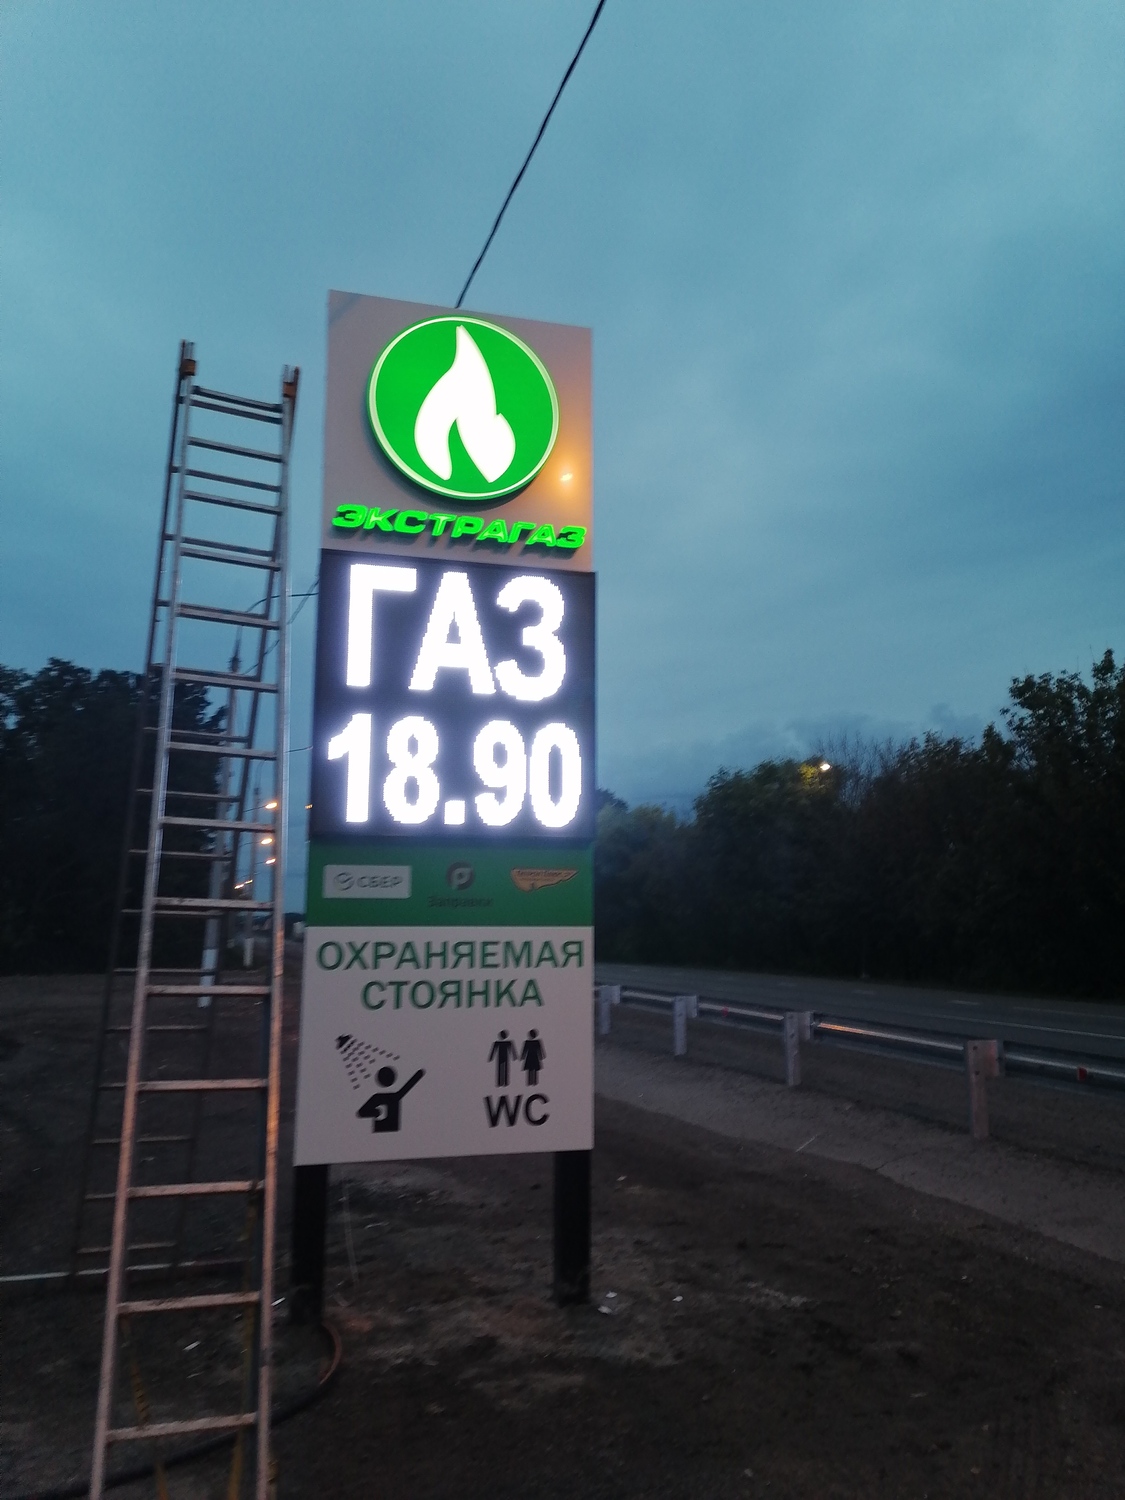 ЭКСТРАГАЗ
ГАЗ
18.90
СБЕР
Заправки
ОХРАНЯЕМАЯ
СТОЯНКА
WC